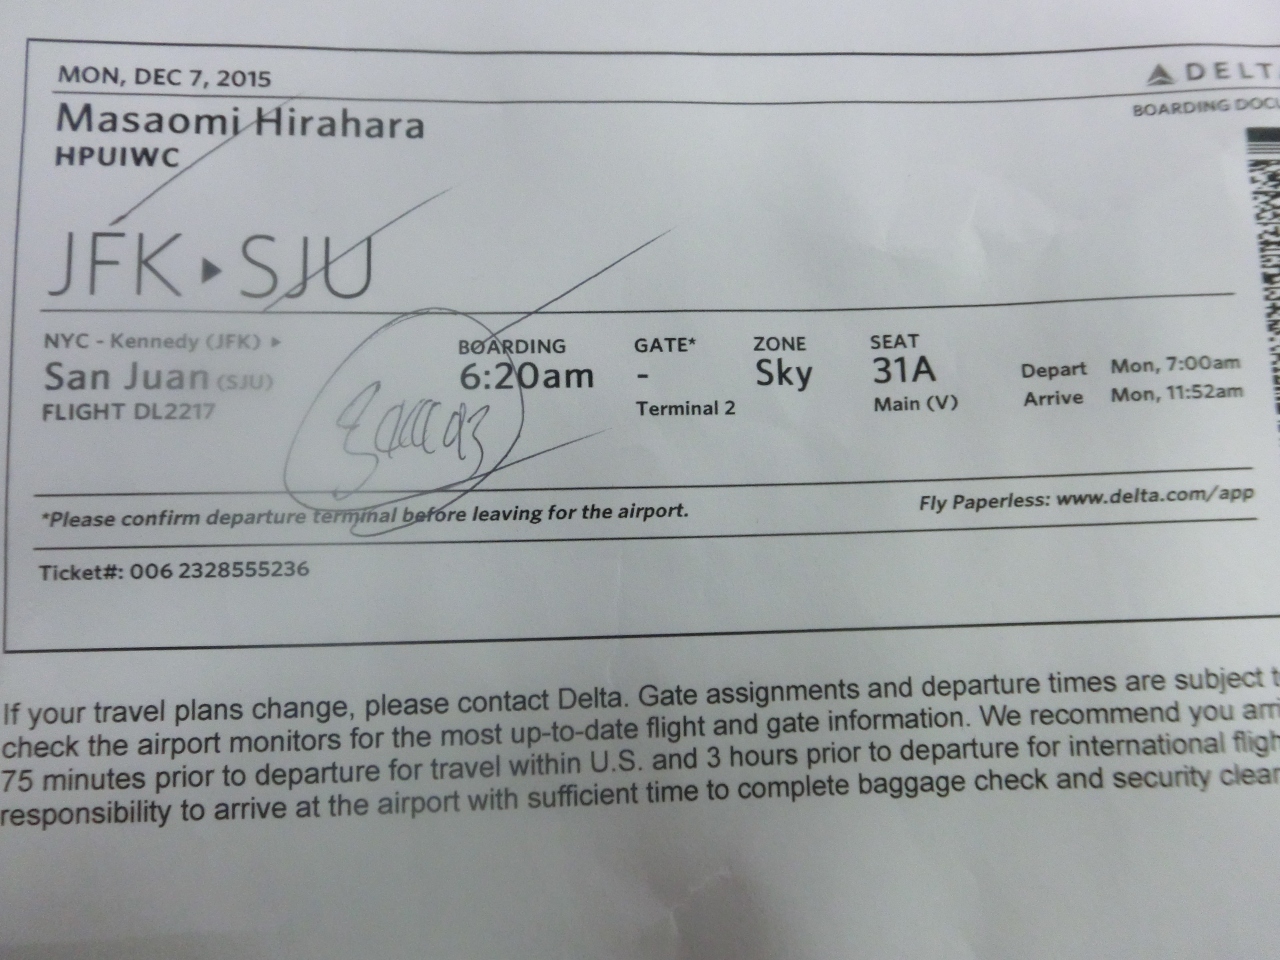 MON, DEC 7, 2015
DELTA
BOARDING DOCU
Masaomi Hirahara
HPUIWC
JFK ▸ SJU
NYC - Kennedy (JFK) ▸
San Juan (SJU)
FLIGHT DL2217
BOARDING
6:20am
GATE*
-
Terminal 2
ZONE
Sky
SEAT
31A
Main (V)
Depart Mon, 7:00am
Arrive Mon, 11:52am
*Please confirm departure terminal before leaving for the airport.
Fly Paperless: www.delta.com/app
Ticket#: 006 2328555236
If your travel plans change, please contact Delta. Gate assignments and departure times are subject t
check the airport monitors for the most up-to-date flight and gate information. We recommend you arri
75 minutes prior to departure for travel within U.S. and 3 hours prior to departure for international fligh
responsibility to arrive at the airport with sufficient time to complete baggage check and security clear